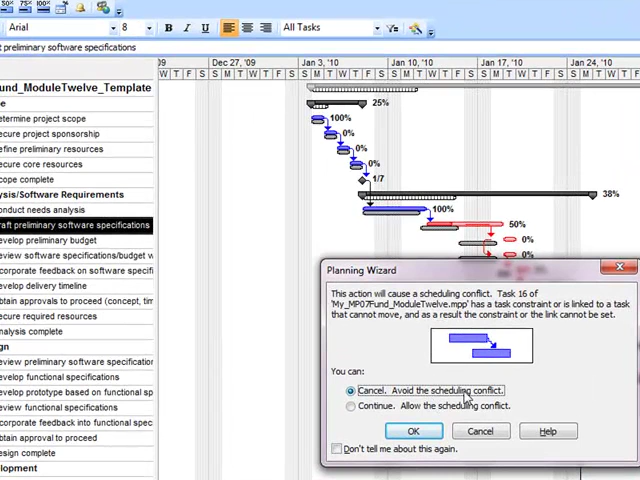 50% 75% 100%
Arial 8 B I U All Tasks
t preliminary software specifications
09 Dec 27, '09 Jan 3, '10 Jan 10, '10 Jan 17, '10 Jan 24, '10
W T F S S M T W T F S S M T W T F S S M T W T F S S M T W T F S S M T W T F
und_ModuleTwelve_Template
e 25%
etermine project scope 100%
ecure project sponsorship 0%
efine preliminary resources 0%
ecure core resources 0%
cope complete 1/7
ysis/Software Requirements 38%
onduct needs analysis 100%
raft preliminary software specifications 50%
evelop preliminary budget 0%
eview software specifications/budget w 0%
corporate feedback on software specifi
evelop delivery timeline
btain approvals to proceed (concept, tim
ecure required resources
nalysis complete
gn
eview preliminary software specification
evelop functional specifications
evelop prototype based on functional sp
eview functional specifications
corporate feedback into functional speci
btain approval to proceed
esign complete
elopment
Planning Wizard
This action will cause a scheduling conflict. Task 16 of
'My_MP07Fund_ModuleTwelve.mpp' has a task constraint or is linked to a task
that cannot move, and as a result the constraint or the link cannot be set.
You can:
Cancel. Avoid the scheduling conflict.
Continue. Allow the scheduling conflict.
OK Cancel Help
Don't tell me about this again.